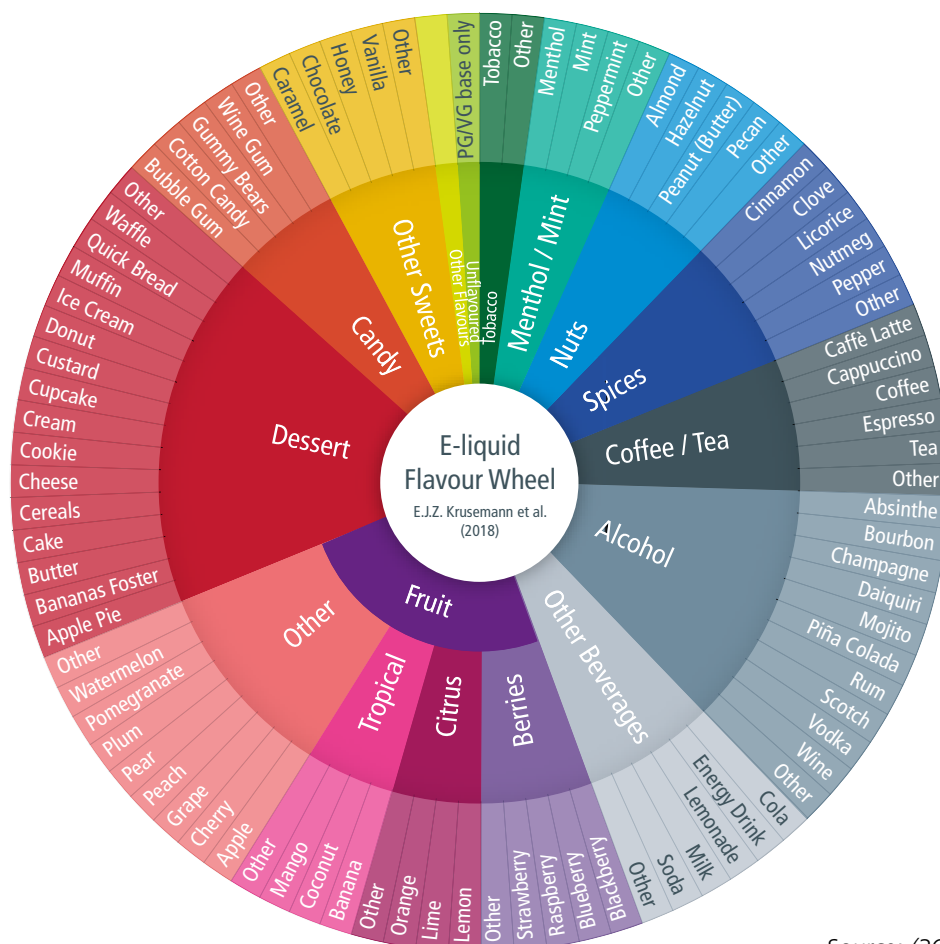 E-liquid
Flavour Wheel
E.J.Z. Krusemann et al.
(2018)
Tobacco
Tobacco
Other
Menthol / Mint
Menthol
Mint
Peppermint
Other
Nuts
Almond
Hazelnut
Peanut (Butter)
Pecan
Other
Spices
Cinnamon
Clove
Licorice
Nutmeg
Pepper
Other
Coffee / Tea
Caffè Latte
Cappuccino
Coffee
Espresso
Tea
Other
Alcohol
Absinthe
Bourbon
Champagne
Daiquiri
Mojito
Piña Colada
Rum
Scotch
Vodka
Wine
Other
Other Beverages
Cola
Energy Drink
Lemonade
Milk
Soda
Other
Fruit
Berries
Blackberry
Blueberry
Raspberry
Strawberry
Other
Citrus
Lemon
Lime
Orange
Other
Tropical
Banana
Coconut
Mango
Other
Other
Apple
Cherry
Grape
Peach
Pear
Plum
Pomegranate
Watermelon
Other
Dessert
Apple Pie
Bananas Foster
Butter
Cake
Cereals
Cheese
Cookie
Cream
Cupcake
Custard
Donut
Ice Cream
Muffin
Quick Bread
Waffle
Other
Candy
Bubble Gum
Cotton Candy
Gummy Bears
Wine Gum
Other
Other Sweets
Caramel
Chocolate
Honey
Vanilla
Other
Other Flavours
Unflavoured
PG/VG base only